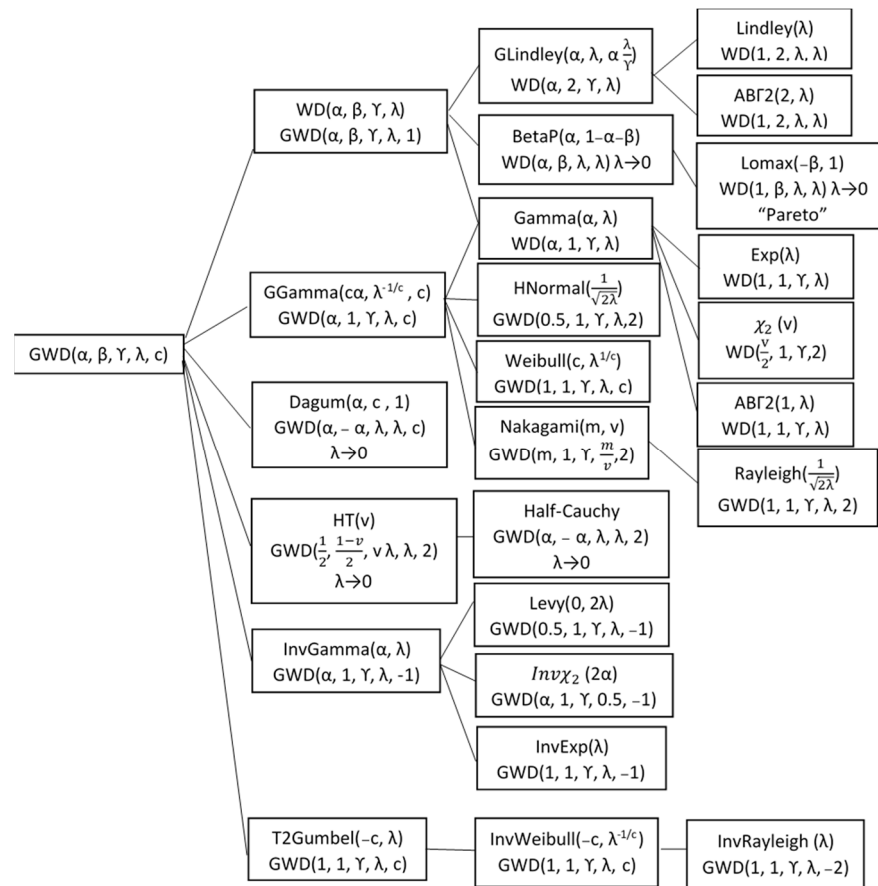 GWD(α, β, ϒ, λ, c)
WD(α, β, ϒ, λ)
GWD(α, β, ϒ, λ, 1)
GGamma(cα, λ^{-1/c} , c)
GWD(α, 1, ϒ, λ, c)
Dagum(α, c , 1)
GWD(α, – α, λ, λ, c)
λ→0
HT(v)
GWD(1/2, (1−v)/2, v λ, λ, 2)
λ→0
InvGamma(α, λ)
GWD(α, 1, ϒ, λ, -1)
T2Gumbel(–c, λ)
GWD(1, 1, ϒ, λ, c)
GLindley(α, λ, α λ/ϒ)
WD(α, 2, ϒ, λ)
BetaP(α, 1–α–β)
WD(α, β, λ, λ) λ→0
Gamma(α, λ)
WD(α, 1, ϒ, λ)
HNormal(1/√2λ)
GWD(0.5, 1, ϒ, λ,2)
Weibull(c, λ^{1/c})
GWD(1, 1, ϒ, λ, c)
Nakagami(m, v)
GWD(m, 1, ϒ, m/v,2)
Half-Cauchy
GWD(α, – α, λ, λ, 2)
λ→0
Levy(0, 2λ)
GWD(0.5, 1, ϒ, λ, –1)
Invχ₂ (2α)
GWD(α, 1, ϒ, 0.5, –1)
InvExp(λ)
GWD(1, 1, ϒ, λ, –1)
InvWeibull(–c, λ^{-1/c})
GWD(1, 1, ϒ, λ, c)
Lindley(λ)
WD(1, 2, λ, λ)
ABΓ2(2, λ)
WD(1, 2, λ, λ)
Lomax(–β, 1)
WD(1, β, λ, λ) λ→0
“Pareto”
Exp(λ)
WD(1, 1, ϒ, λ)
χ₂ (v)
WD(v/2, 1, ϒ,2)
ABΓ2(1, λ)
WD(1, 1, ϒ, λ)
Rayleigh(1/√2λ)
GWD(1, 1, ϒ, λ, 2)
InvRayleigh (λ)
GWD(1, 1, ϒ, λ, –2)